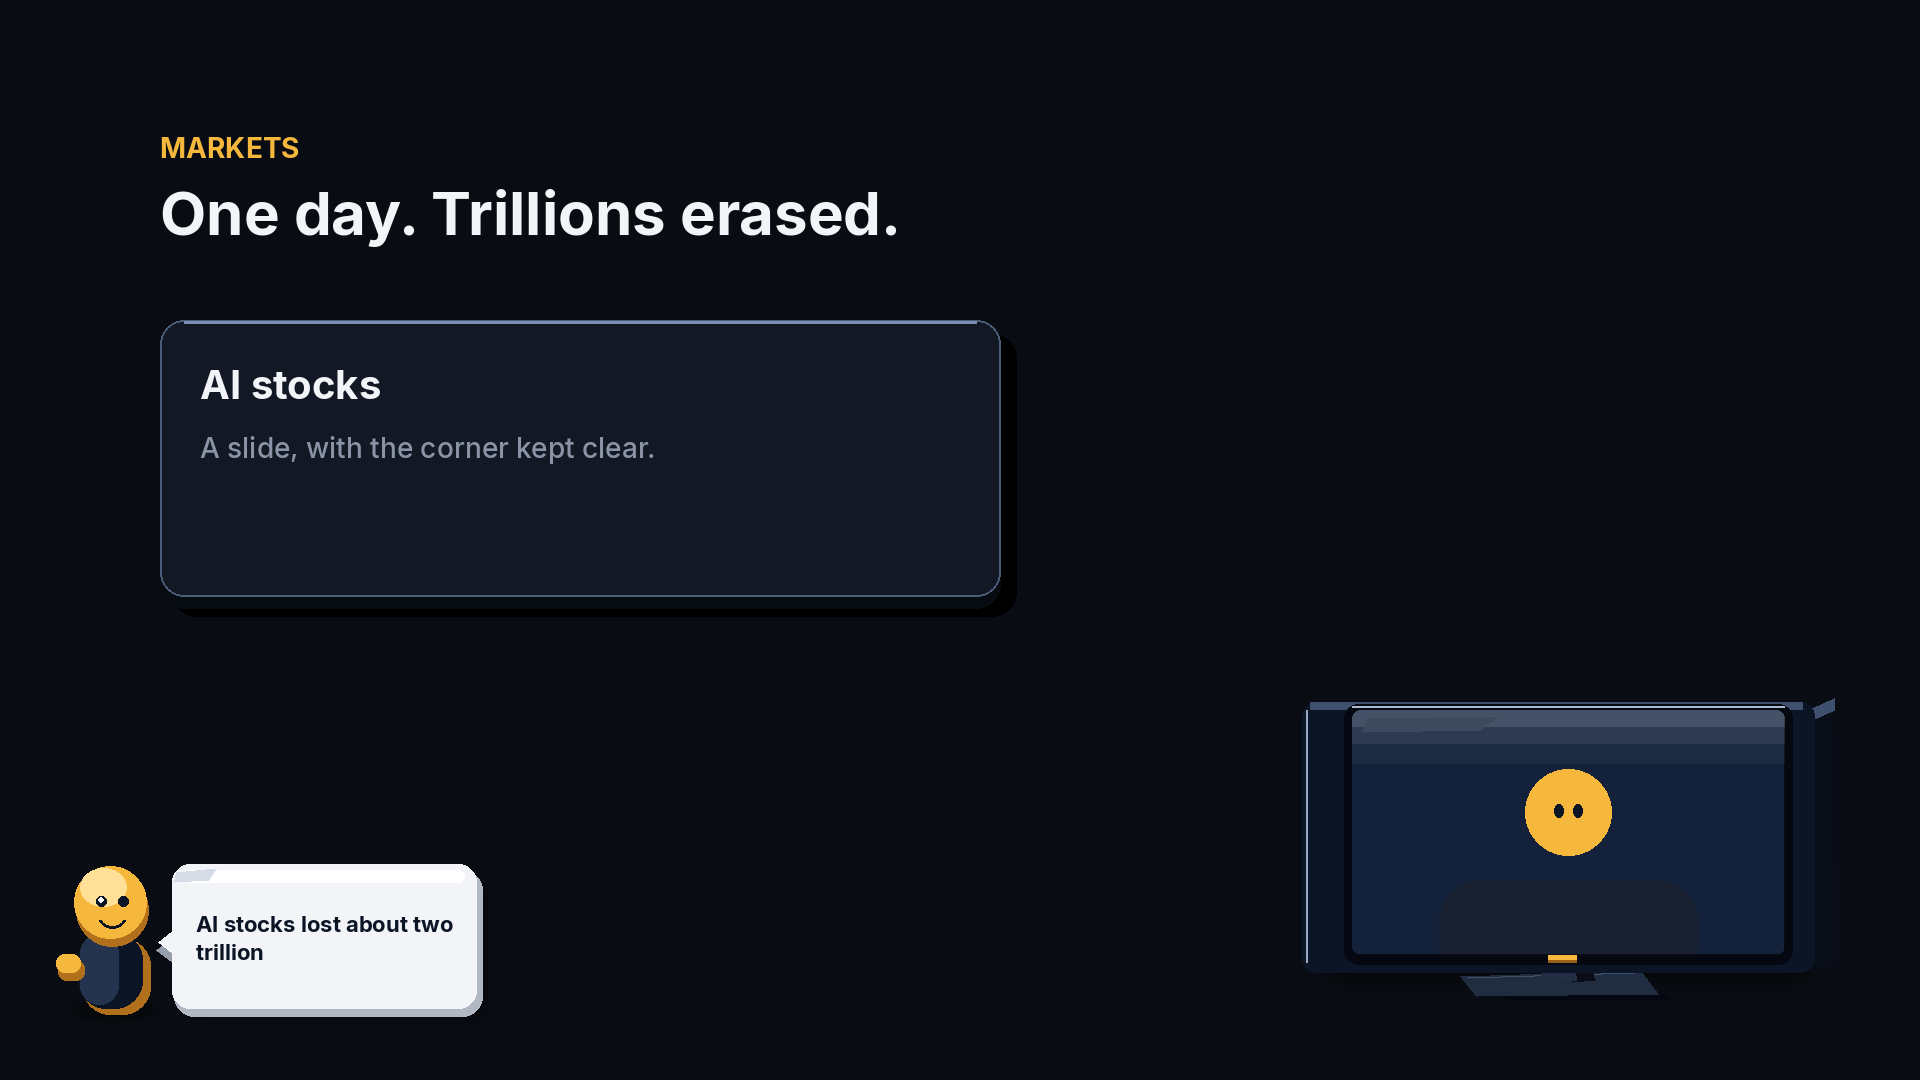 MARKETS
One day. Trillions erased.
AI stocks
A slide, with the corner kept clear.
AI stocks lost about two
trillion